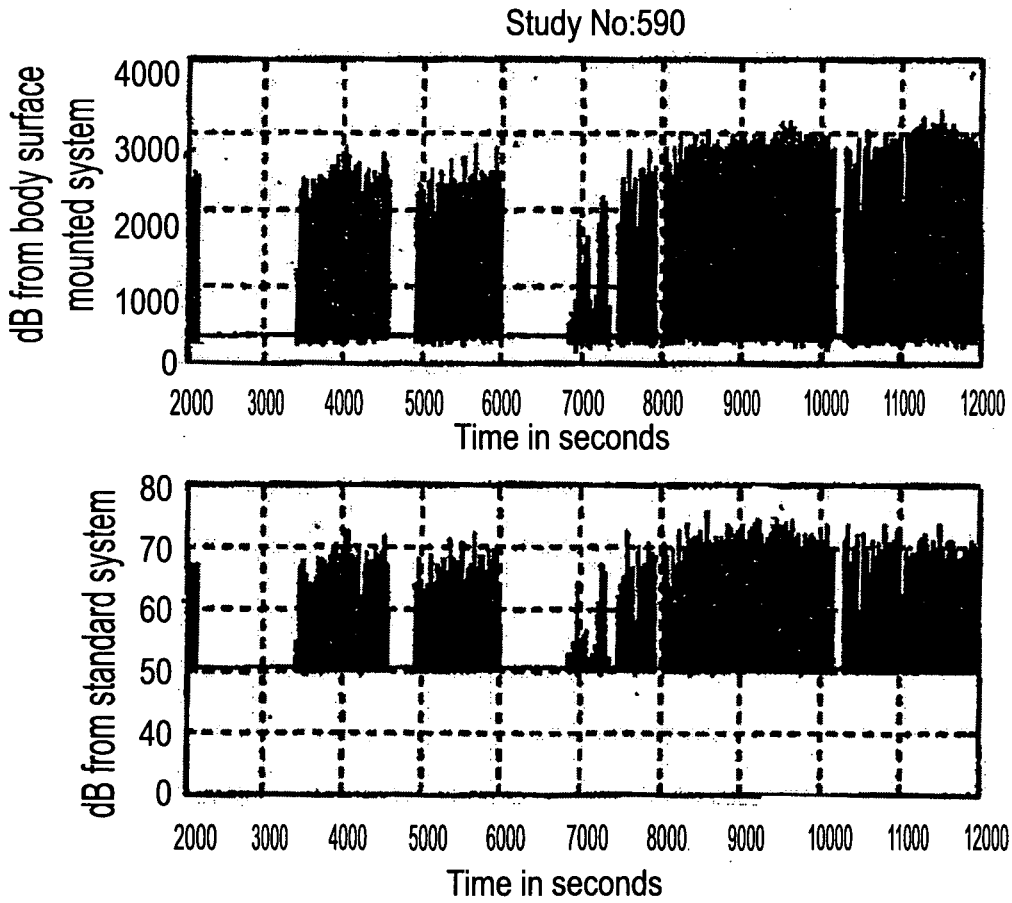 Study No:590
dB from body surface
mounted system
4000
3000
2000
1000
0
2000 3000 4000 5000 6000 7000 8000 9000 10000 11000 12000
Time in seconds
dB from standard system
80
70
60
50
40
0
2000 3000 4000 5000 6000 7000 8000 9000 10000 11000 12000
Time in seconds